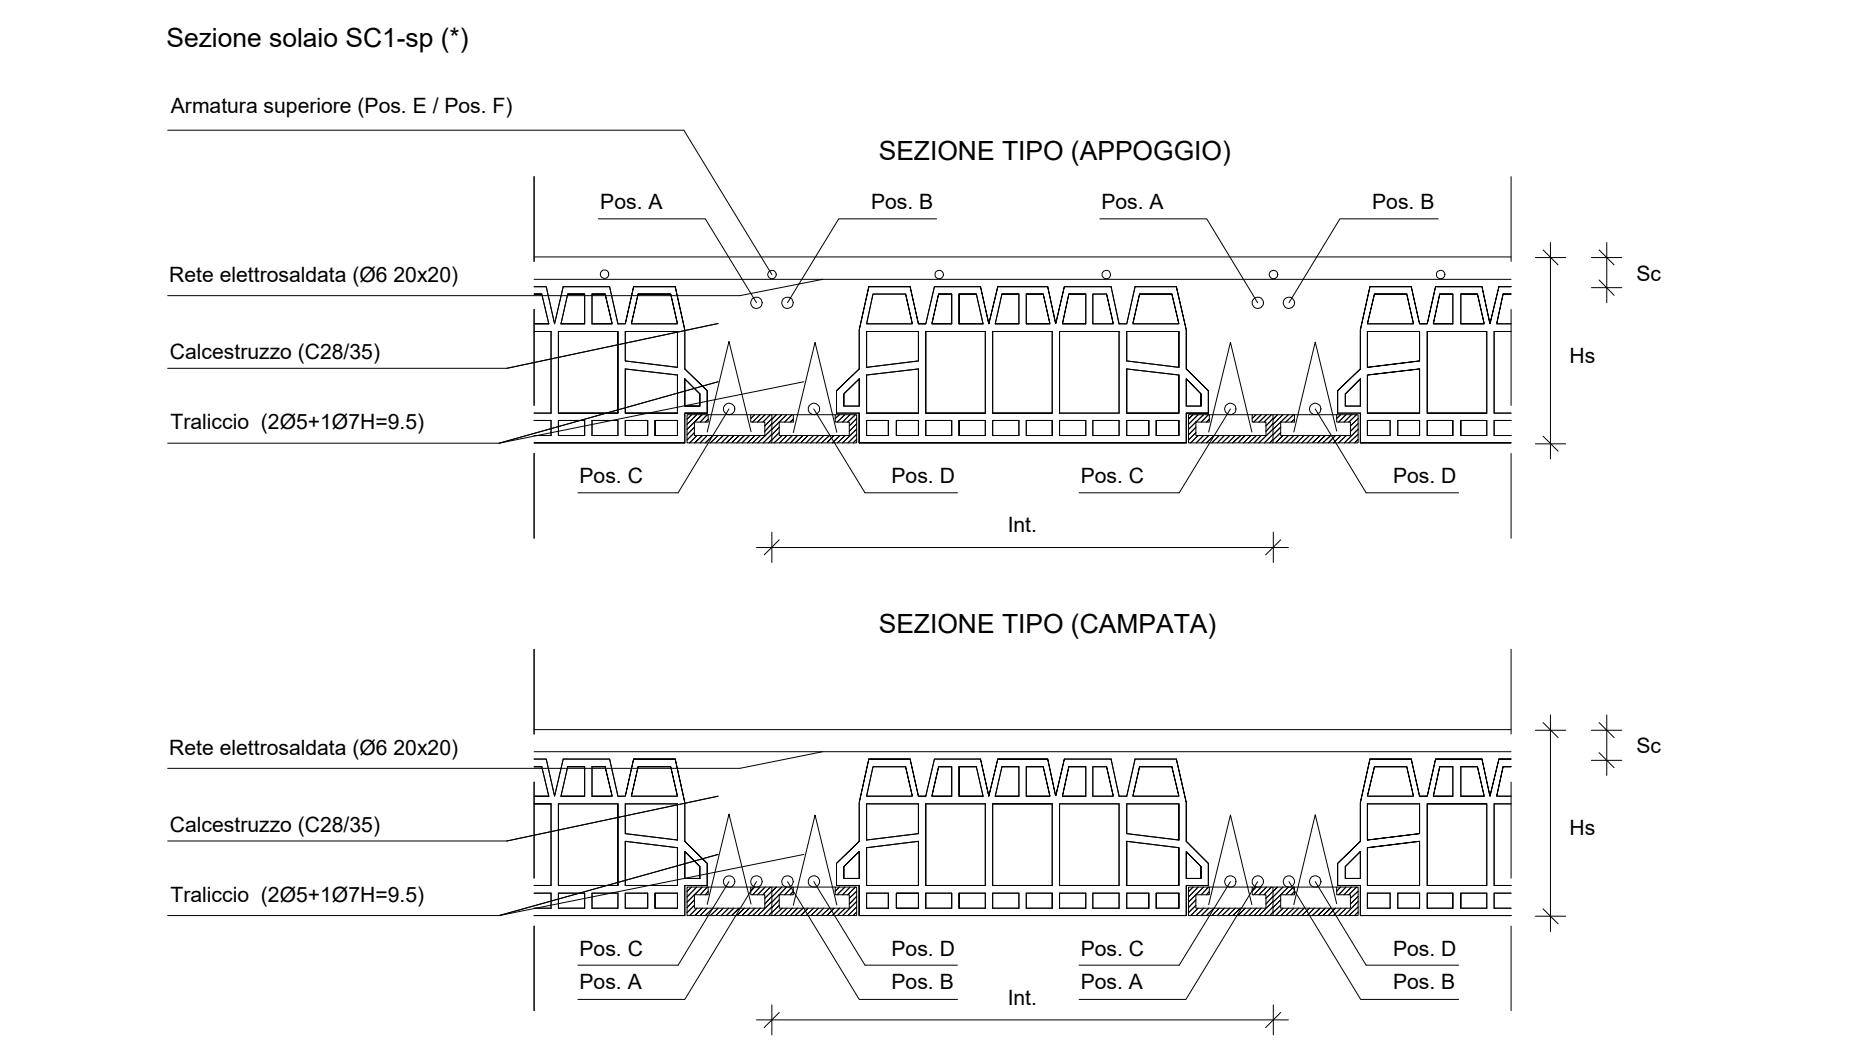 Sezione solaio SC1-sp (*)
Armatura superiore (Pos. E / Pos. F)
SEZIONE TIPO (APPOGGIO)
Pos. A
Pos. B
Pos. A
Pos. B
Rete elettrosaldata (Ø6 20x20)
Sc
Calcestruzzo (C28/35)
Hs
Traliccio (2Ø5+1Ø7H=9.5)
Pos. C
Pos. D
Pos. C
Pos. D
Int.
SEZIONE TIPO (CAMPATA)
Rete elettrosaldata (Ø6 20x20)
Sc
Calcestruzzo (C28/35)
Hs
Traliccio (2Ø5+1Ø7H=9.5)
Pos. C
Pos. D
Pos. C
Pos. D
Pos. A
Pos. B
Pos. A
Pos. B
Int.